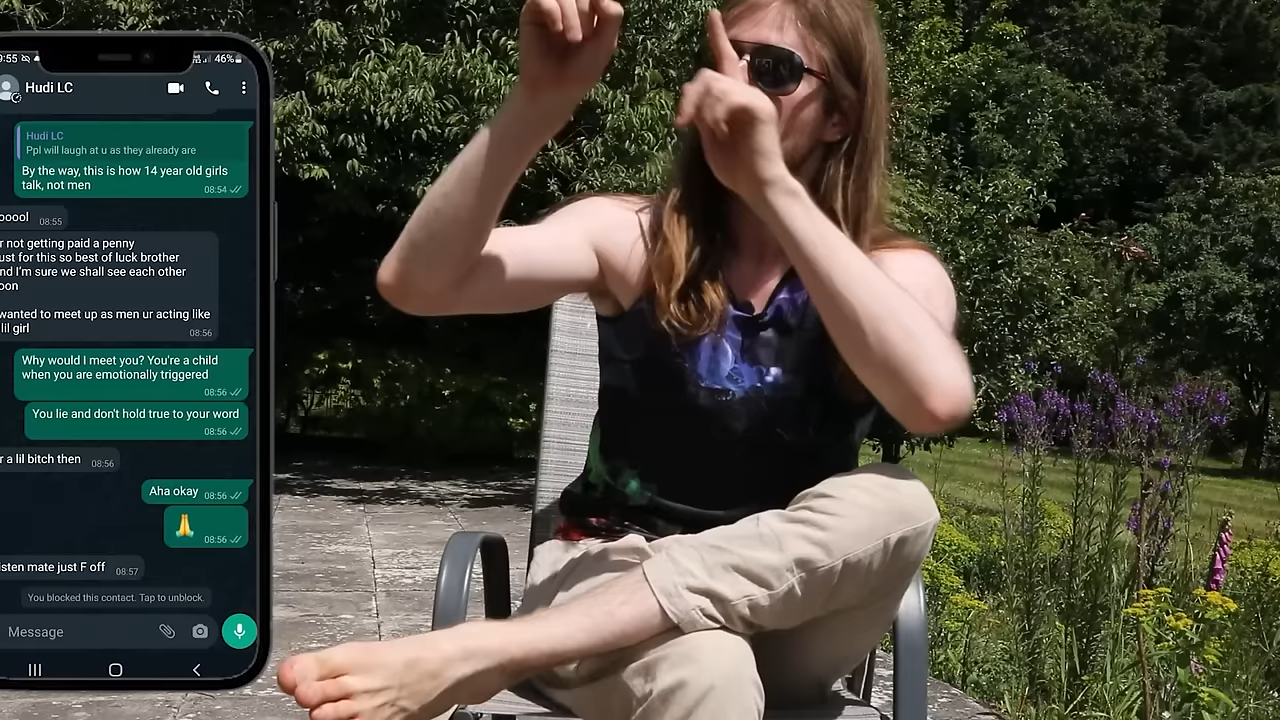 :55 46%
Hudi LC
Hudi LC
Ppl will laugh at u as they already are
By the way, this is how 14 year old girls
talk, not men
08:54
ooool 08:55
r not getting paid a penny
ust for this so best of luck brother
nd I'm sure we shall see each other
oon
wanted to meet up as men ur acting like
lil girl
08:56
Why would I meet you? You're a child
when you are emotionally triggered
08:56
You lie and don't hold true to your word
08:56
r a lil bitch then 08:56
Aha okay 08:56
🙏 08:56
isten mate just F off 08:57
You blocked this contact. Tap to unblock.
Message